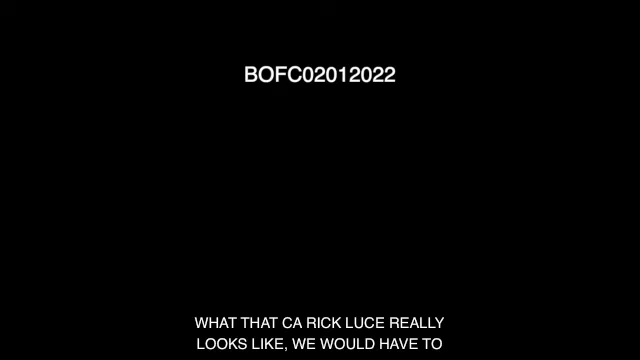 BOFC02012022
WHAT THAT CA RICK LUCE REALLY
LOOKS LIKE, WE WOULD HAVE TO